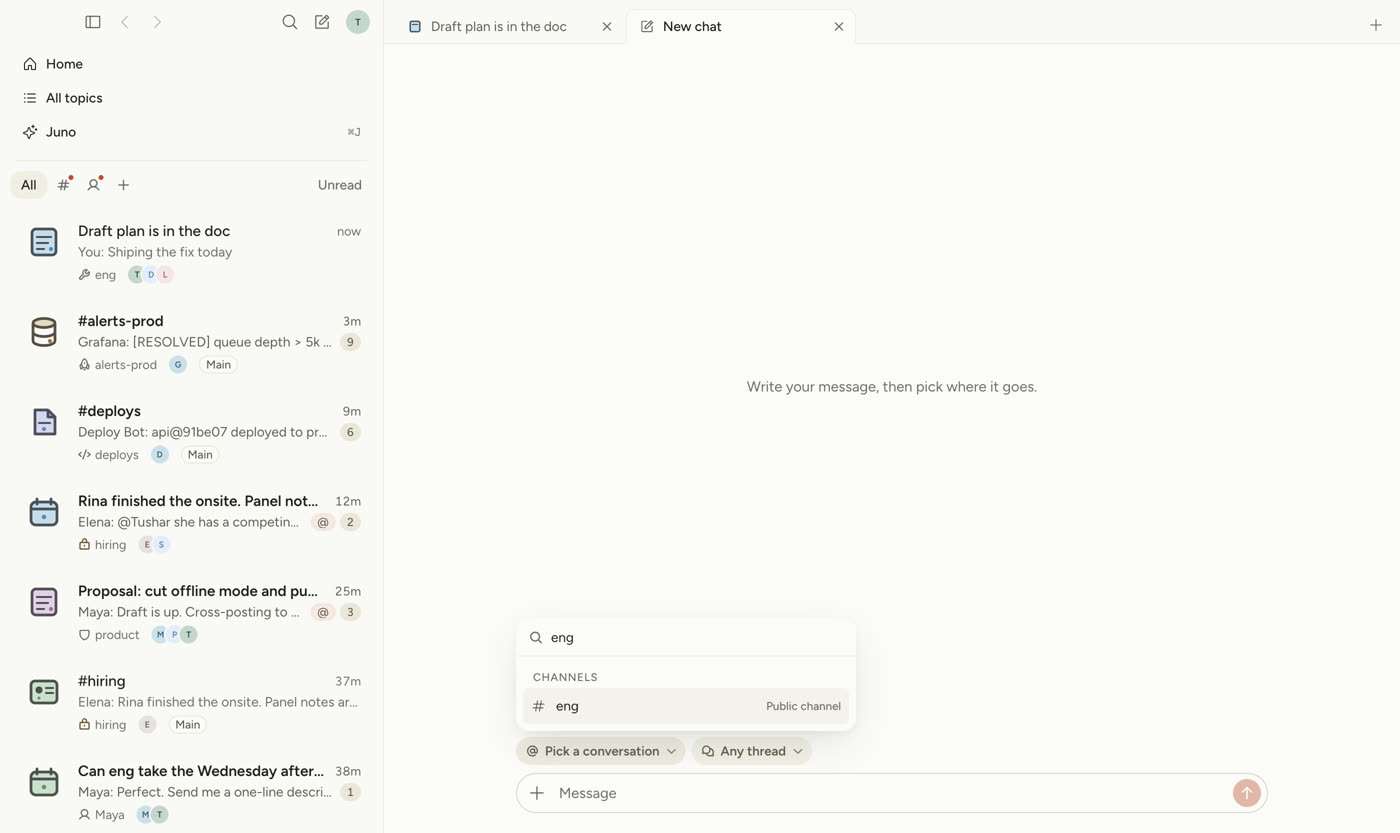 T
Home
All topics
Juno ⌘J
All Unread
Draft plan is in the doc now
You: Shiping the fix today
eng T D L
#alerts-prod 3m
Grafana: [RESOLVED] queue depth > 5k ... 9
alerts-prod G Main
#deploys 9m
Deploy Bot: api@91be07 deployed to pr... 6
deploys D Main
Rina finished the onsite. Panel not... 12m
Elena: @Tushar she has a competin... @ 2
hiring E S
Proposal: cut offline mode and pu... 25m
Maya: Draft is up. Cross-posting to ... @ 3
product M P T
#hiring 37m
Elena: Rina finished the onsite. Panel notes ar...
hiring E Main
Can eng take the Wednesday after... 38m
Maya: Perfect. Send me a one-line descri... 1
Maya M T
Draft plan is in the doc New chat
Write your message, then pick where it goes.
eng
CHANNELS
# eng Public channel
@ Pick a conversation Any thread
Message